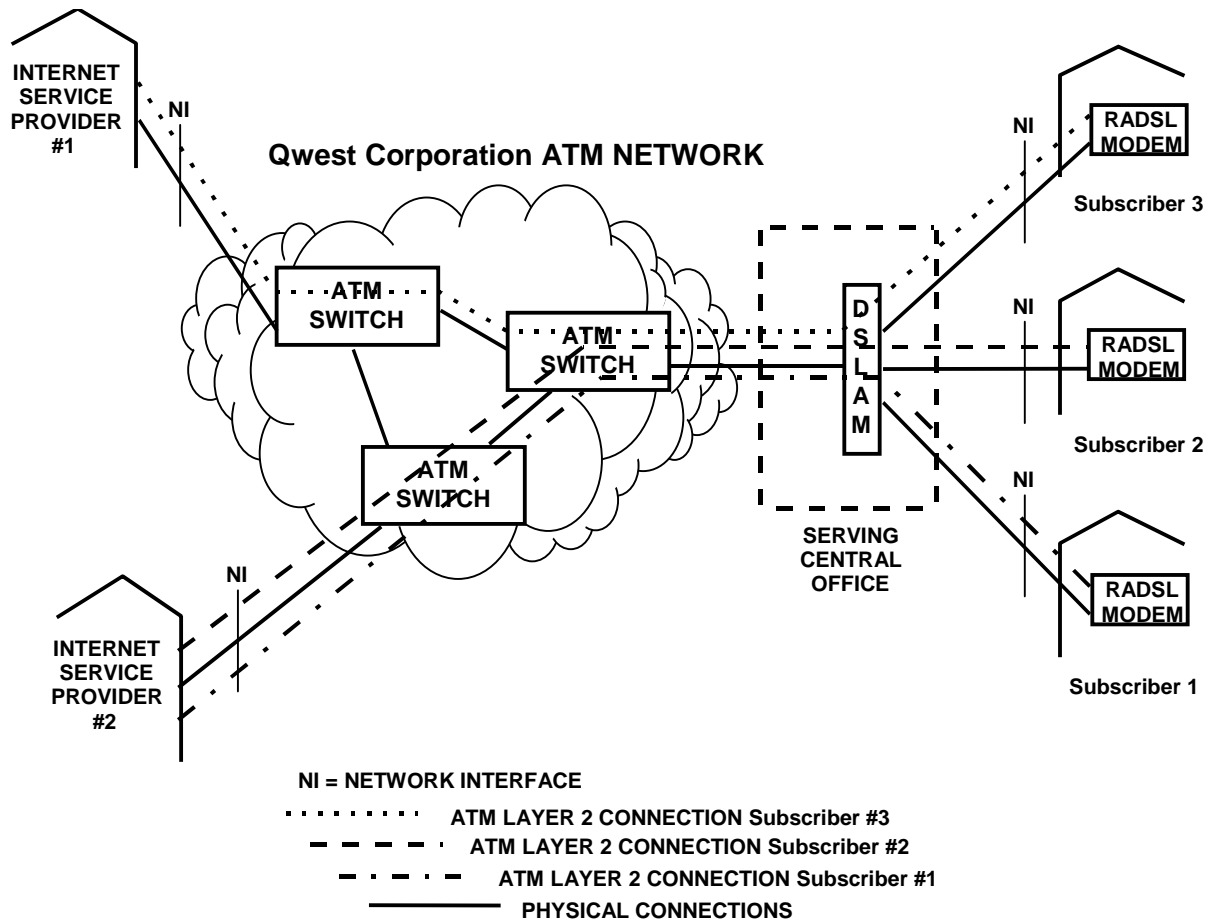 INTERNET
SERVICE
PROVIDER
#1
NI
Qwest Corporation ATM NETWORK
ATM
SWITCH
ATM
SWITCH
ATM
SWITCH
D
S
L
A
M
SERVING
CENTRAL
OFFICE
NI
RADSL
MODEM
Subscriber 3
NI
RADSL
MODEM
Subscriber 2
NI
RADSL
MODEM
Subscriber 1
NI
INTERNET
SERVICE
PROVIDER
#2
NI = NETWORK INTERFACE
ATM LAYER 2 CONNECTION Subscriber #3
ATM LAYER 2 CONNECTION Subscriber #2
ATM LAYER 2 CONNECTION Subscriber #1
PHYSICAL CONNECTIONS